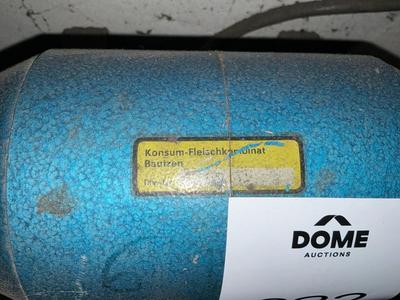 Konsum-Fleischkombinat
Bautzen
DOME
AUCTIONS